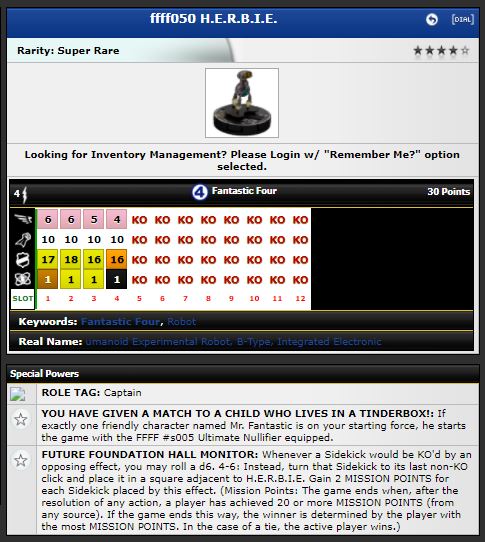 ffff050 H.E.R.B.I.E.
[DIAL]
Rarity: Super Rare
Looking for Inventory Management? Please Login w/ "Remember Me?" option
selected.
4
4 Fantastic Four
30 Points
6 6 5 4 KO KO KO KO KO KO KO KO
10 10 10 10 KO KO KO KO KO KO KO KO
17 18 16 16 KO KO KO KO KO KO KO KO
1 1 1 1 KO KO KO KO KO KO KO KO
SLOT 1 2 3 4 5 6 7 8 9 10 11 12
Keywords: Fantastic Four, Robot
Real Name: umanoid Experimental Robot, B-Type, Integrated Electronic
Special Powers
ROLE TAG: Captain
YOU HAVE GIVEN A MATCH TO A CHILD WHO LIVES IN A TINDERBOX!: If
exactly one friendly character named Mr. Fantastic is on your starting force, he
starts the game with the FFFF #s005 Ultimate Nullifier equipped.
FUTURE FOUNDATION HALL MONITOR: Whenever a Sidekick would be KO'd by an
opposing effect, you may roll a d6. 4-6: Instead, turn that Sidekick to its last non-KO
click and place it in a square adjacent to H.E.R.B.I.E. Gain 2 MISSION POINTS for
each Sidekick placed by this effect. (Mission Points: The game ends when, after the
resolution of any action, a player has achieved 20 or more MISSION POINTS (from
any source). If the game ends this way, the winner is determined by the player with
the most MISSION POINTS. In the case of a tie, the active player wins.)